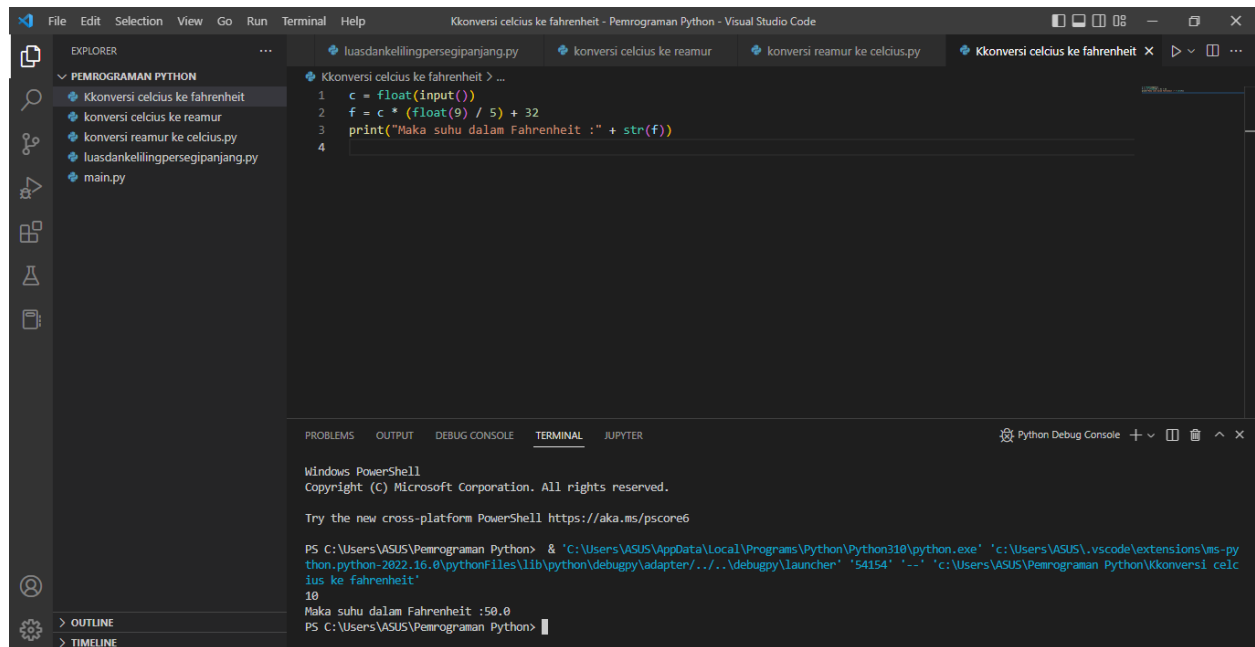 File Edit Selection View Go Run Terminal Help Kkonversi celcius ke fahrenheit - Pemrograman Python - Visual Studio Code
EXPLORER
luasdankelilingpersegipanjang.py konversi celcius ke reamur konversi reamur ke celcius.py Kkonversi celcius ke fahrenheit
PEMROGRAMAN PYTHON
Kkonversi celcius ke fahrenheit
konversi celcius ke reamur
konversi reamur ke celcius.py
luasdankelilingpersegipanjang.py
main.py
Kkonversi celcius ke fahrenheit > ...
1 c = float(input())
2 f = c * (float(9) / 5) + 32
3 print("Maka suhu dalam Fahrenheit :" + str(f))
4
PROBLEMS OUTPUT DEBUG CONSOLE TERMINAL JUPYTER Python Debug Console
Windows PowerShell
Copyright (C) Microsoft Corporation. All rights reserved.
Try the new cross-platform PowerShell https://aka.ms/pscore6
PS C:\Users\ASUS\Pemrograman Python> & 'C:\Users\ASUS\AppData\Local\Programs\Python\Python310\python.exe' 'c:\Users\ASUS\.vscode\extensions\ms-py
thon.python-2022.16.0\pythonFiles\lib\python\debugpy\adapter/../..\debugpy\launcher' '54154' '--' 'c:\Users\ASUS\Pemrograman Python\Kkonversi celc
ius ke fahrenheit'
10
Maka suhu dalam Fahrenheit :50.0
PS C:\Users\ASUS\Pemrograman Python>
OUTLINE
TIMELINE